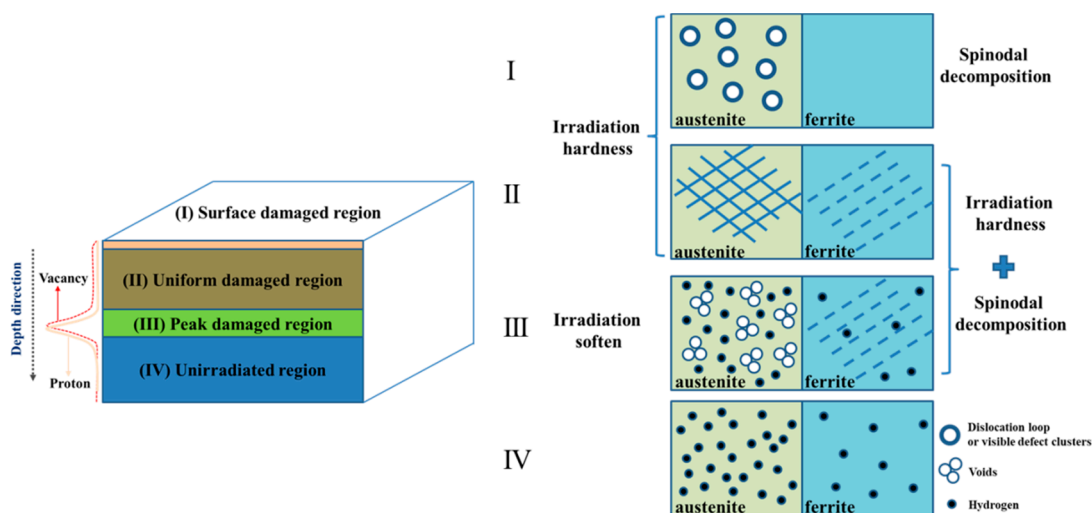 (I) Surface damaged region
Depth direction
Vacancy
(II) Uniform damaged region
(III) Peak damaged region
(IV) Unirradiated region
Proton
I
austenite
ferrite
Spinodal
decomposition
Irradiation
hardness
II
austenite
ferrite
Irradiation
hardness
Spinodal
decomposition
III
Irradiation
soften
austenite
ferrite
IV
austenite
ferrite
Dislocation loop
or visible defect clusters
Voids
Hydrogen